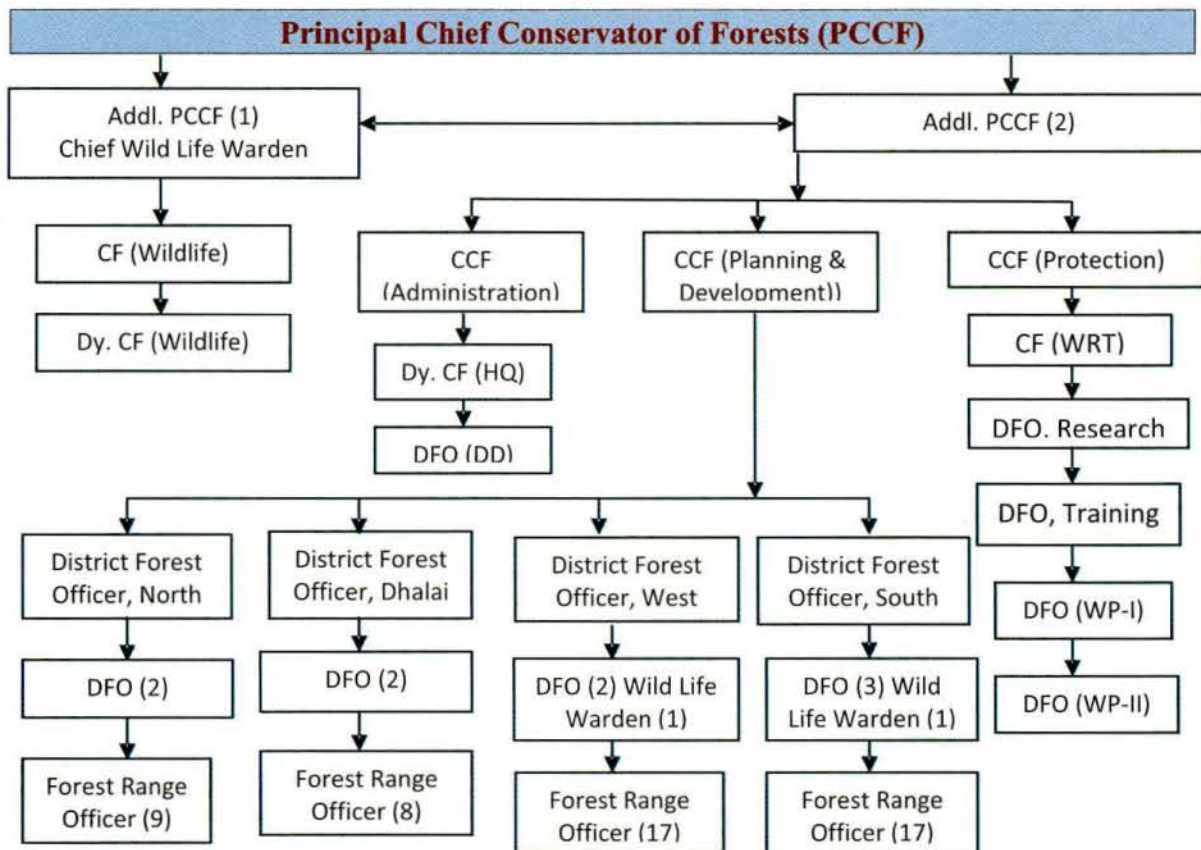 Principal Chief Conservator of Forests (PCCF)
Addl. PCCF (1)
Chief Wild Life Warden
Addl. PCCF (2)
CF (Wildlife)
CCF
(Administration)
CCF (Planning &
Development))
CCF (Protection)
Dy. CF (Wildlife)
Dy. CF (HQ)
DFO (DD)
CF (WRT)
DFO. Research
DFO, Training
DFO (WP-I)
DFO (WP-II)
District Forest
Officer, North
District Forest
Officer, Dhalai
District Forest
Officer, West
District Forest
Officer, South
DFO (2)
DFO (2)
DFO (2) Wild Life
Warden (1)
DFO (3) Wild
Life Warden (1)
Forest Range
Officer (9)
Forest Range
Officer (8)
Forest Range
Officer (17)
Forest Range
Officer (17)